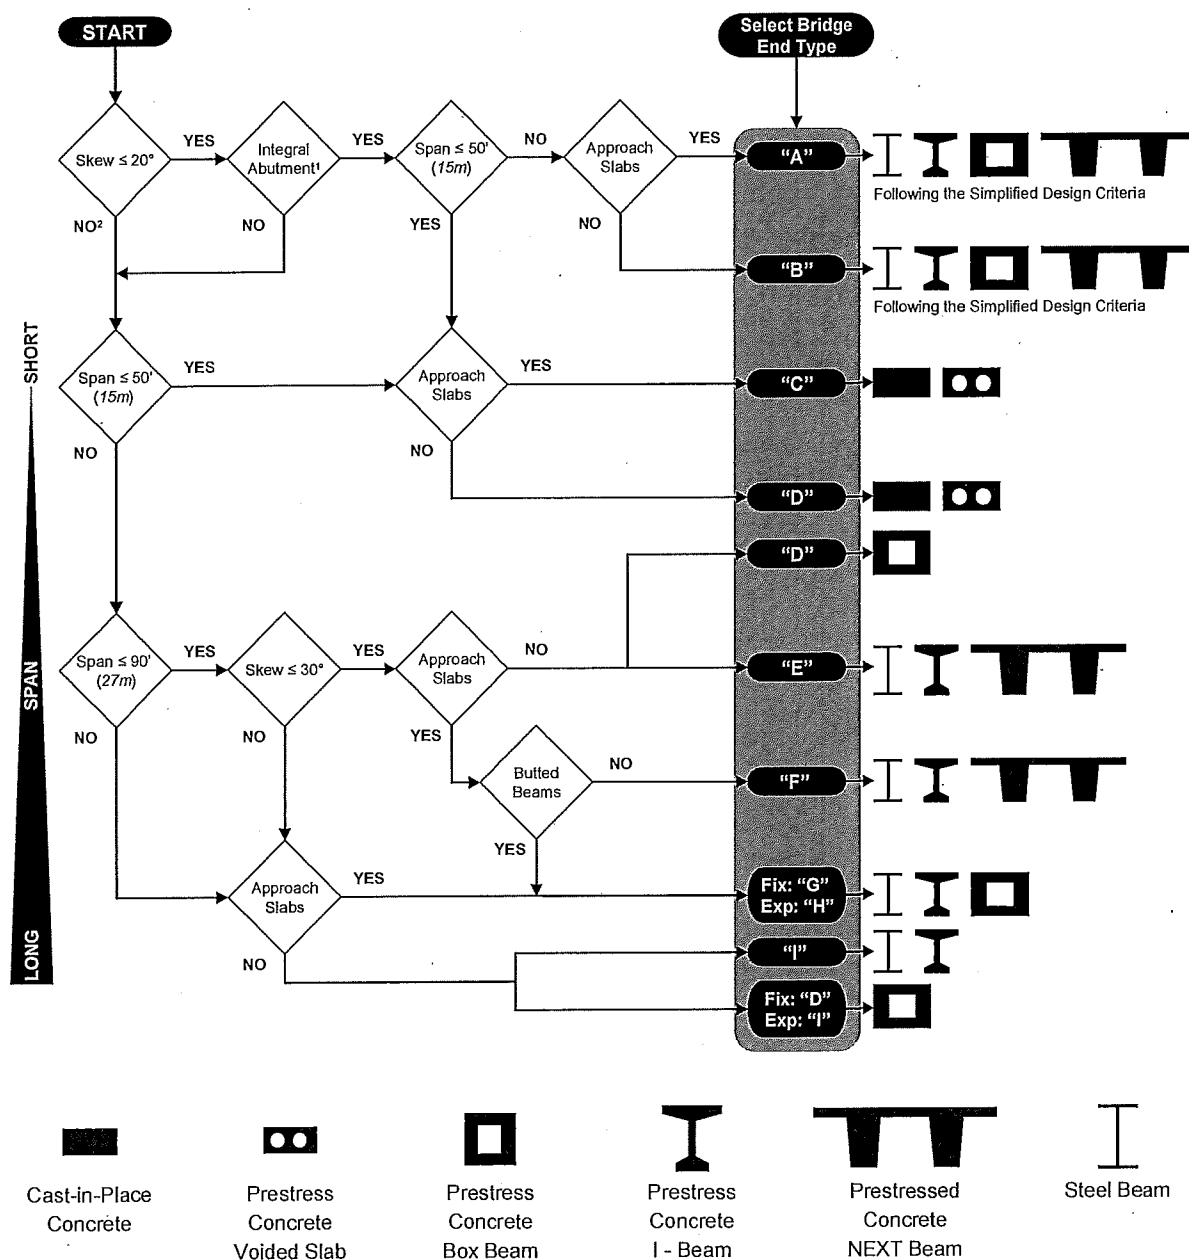 START
Select Bridge
End Type
Skew ≤ 20°
YES
Integral
Abutment¹
YES
Span ≤ 50'
(15m)
NO
Approach
Slabs
YES
"A"
Following the Simplified Design Criteria
NO²
NO
YES
NO
"B"
Following the Simplified Design Criteria
SHORT
SPAN
LONG
Span ≤ 50'
(15m)
YES
Approach
Slabs
YES
"C"
NO
NO
"D"
"D"
Span ≤ 90'
(27m)
YES
Skew ≤ 30°
YES
Approach
Slabs
NO
"E"
NO
NO
YES
Butted
Beams
NO
"F"
YES
Approach
Slabs
YES
Fix: "G"
Exp: "H"
NO
"I"
Fix: "D"
Exp: "I"
Cast-in-Place
Concrete
Prestress
Concrete
Voided Slab
Prestress
Concrete
Box Beam
Prestress
Concrete
I - Beam
Prestressed
Concrete
NEXT Beam
Steel Beam